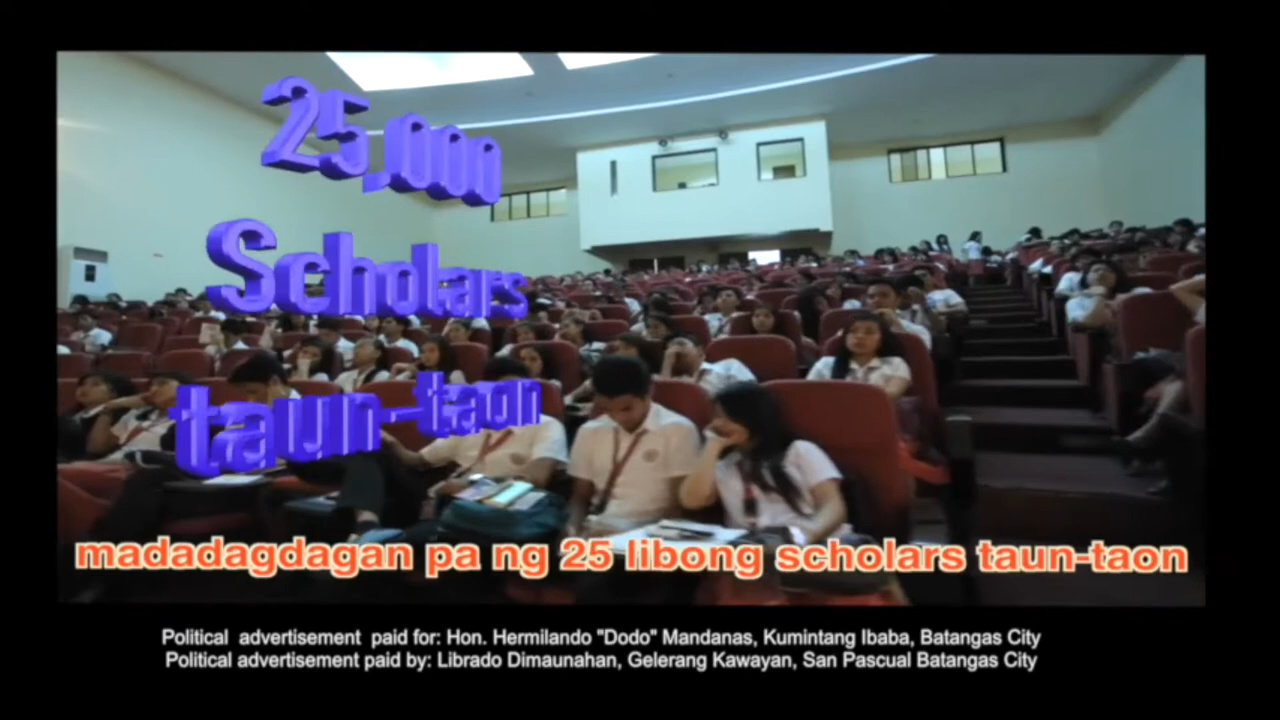 25,000
Scholars
taun-taon
madadagdagan pa ng 25 libong scholars taun-taon
Political advertisement paid for: Hon. Hermilando "Dodo" Mandanas, Kumintang Ibaba, Batangas City
Political advertisement paid by: Librado Dimaunahan, Gelerang Kawayan, San Pascual Batangas City